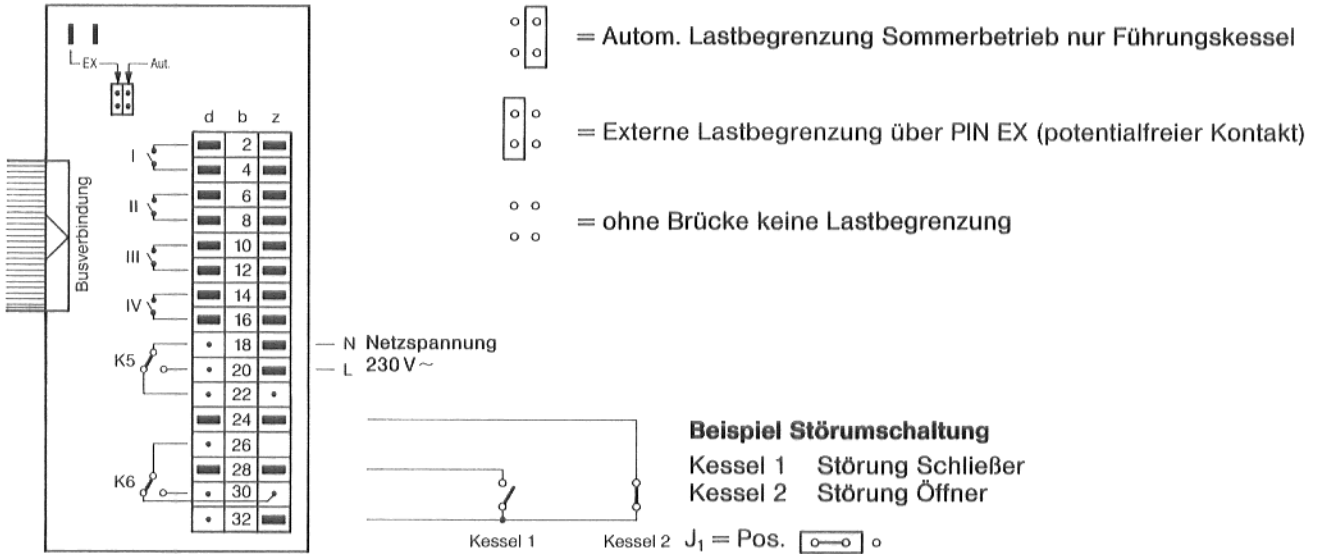 EX Aut.
= Autom. Lastbegrenzung Sommerbetrieb nur Führungskessel
= Externe Lastbegrenzung über PIN EX (potentialfreier Kontakt)
= ohne Brücke keine Lastbegrenzung
Busverbindung
d b z
I 2
4
II 6
8
III 10
12
IV 14
16
18 N Netzspannung
K5
20 L 230 V ~
22
24
26
28
K6
30
32
Beispiel Störumschaltung
Kessel 1 Störung Schließer
Kessel 2 Störung Öffner
Kessel 1 Kessel 2 J₁ = Pos.